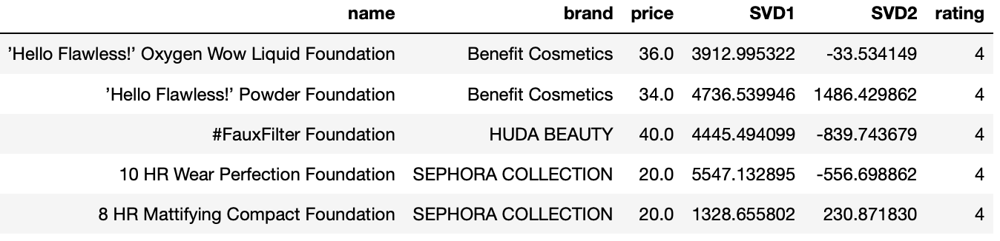 name brand price SVD1 SVD2 rating
’Hello Flawless!’ Oxygen Wow Liquid Foundation Benefit Cosmetics 36.0 3912.995322 -33.534149 4
’Hello Flawless!’ Powder Foundation Benefit Cosmetics 34.0 4736.539946 1486.429862 4
#FauxFilter Foundation HUDA BEAUTY 40.0 4445.494099 -839.743679 4
10 HR Wear Perfection Foundation SEPHORA COLLECTION 20.0 5547.132895 -556.698862 4
8 HR Mattifying Compact Foundation SEPHORA COLLECTION 20.0 1328.655802 230.871830 4